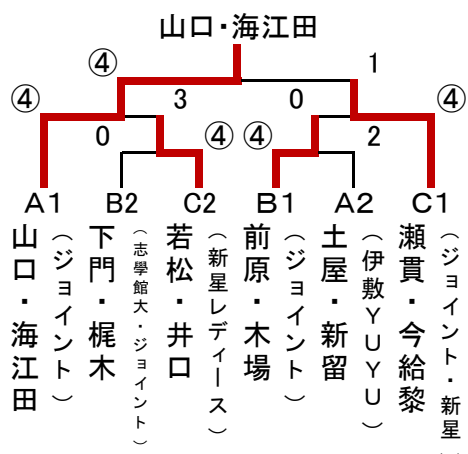 山口・海江田
④ 1
④ 3 0 ④
0 ④ ④ 2
A1 B2 C2 B1 A2 C1
山口・海江田
（ジョイント）
下門・梶木
（志學館大・ジョイント）
若松・井口
（新星レディース）
前原・木場
（ジョイント）
土屋・新留
（伊敷YUYU）
瀬貫・今給黎
（ジョイント・新星）